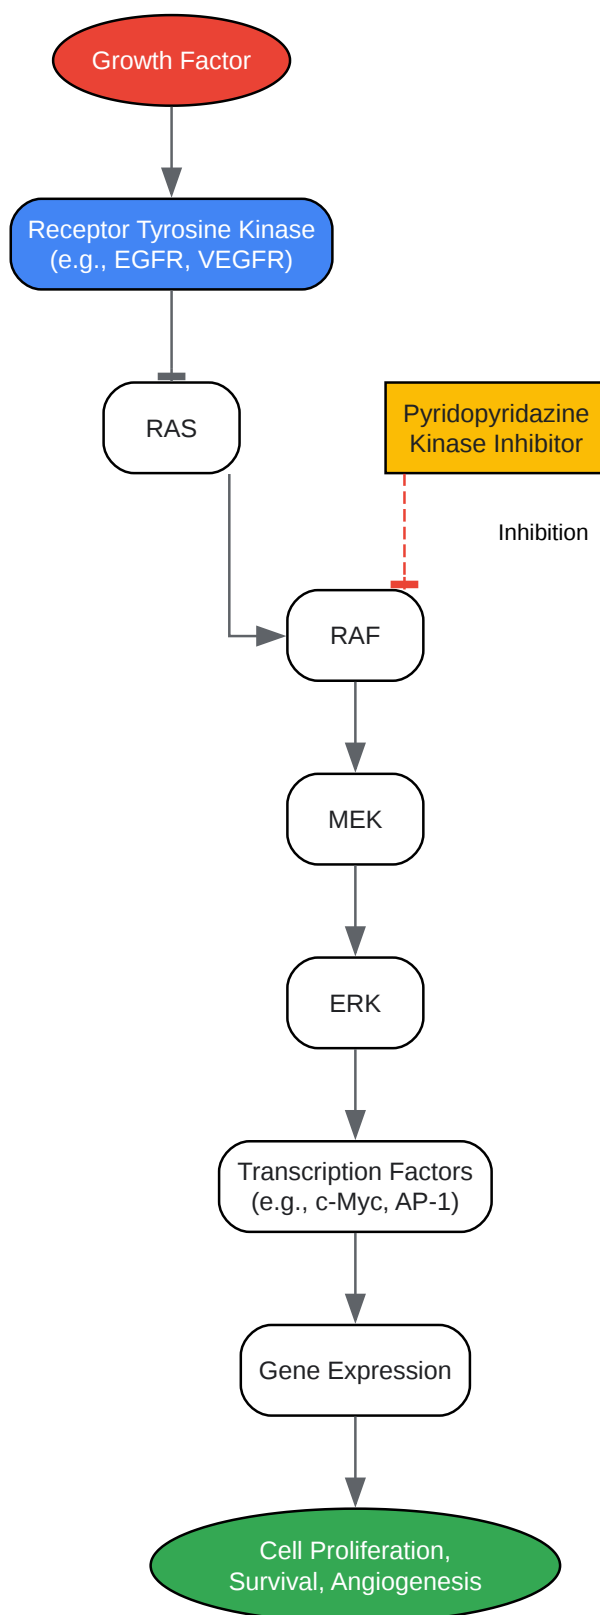 Growth Factor
Receptor Tyrosine Kinase
(e.g., EGFR, VEGFR)
RAS
Pyridopyridazine
Kinase Inhibitor
Inhibition
RAF
MEK
ERK
Transcription Factors
(e.g., c-Myc, AP-1)
Gene Expression
Cell Proliferation,
Survival, Angiogenesis